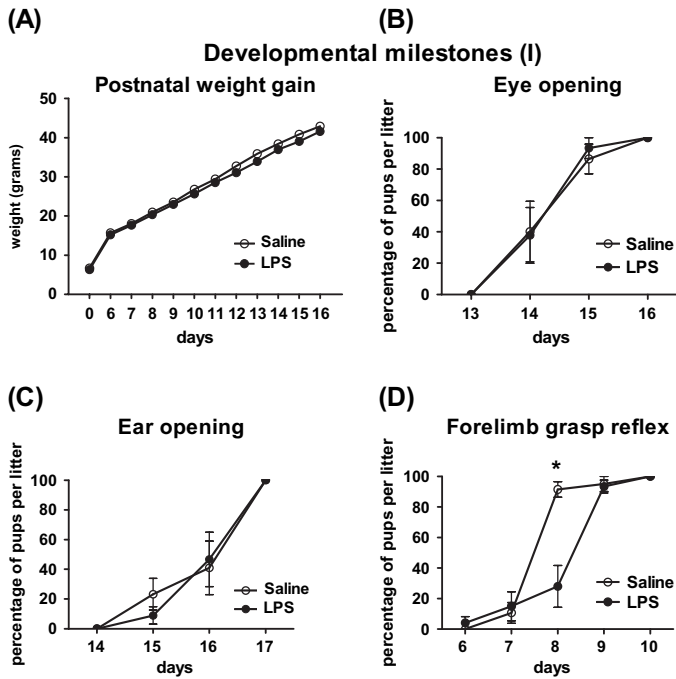 (A)
(B)
Developmental milestones (I)
Postnatal weight gain
Eye opening
50
40
30
20
10
0
weight (grams)
Saline
LPS
0 6 7 8 9 10 11 12 13 14 15 16
days
100
80
60
40
20
0
percentage of pups per litter
Saline
LPS
13 14 15 16
days
(C)
(D)
Ear opening
Forelimb grasp reflex
100
80
60
40
20
0
percentage of pups per litter
Saline
LPS
14 15 16 17
days
*
100
80
60
40
20
0
percentage of pups per litter
Saline
LPS
6 7 8 9 10
days